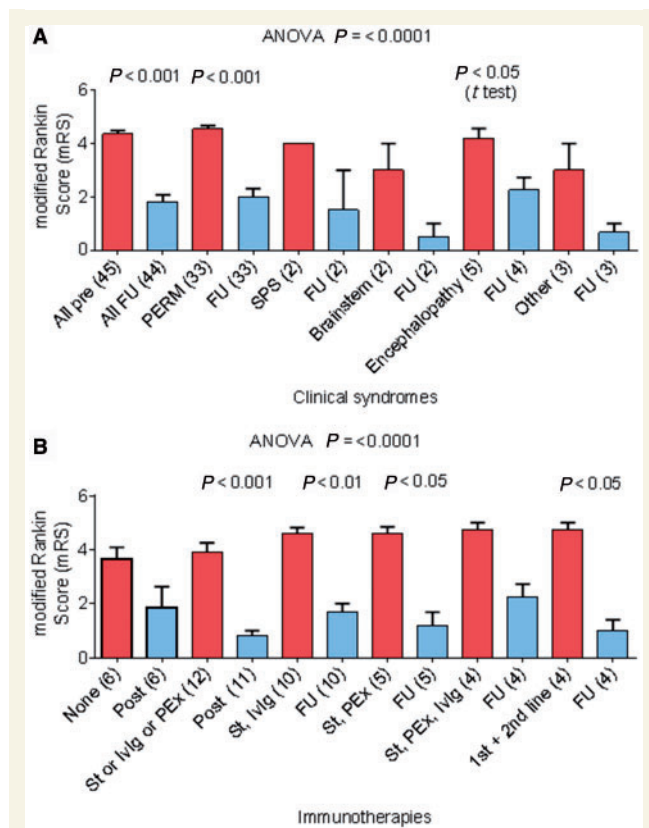 A
ANOVA P = <0.0001
P < 0.001 P < 0.001 P < 0.05
(t test)
modified Rankin
Score (mRS)
6
4
2
0
All pre (45)
All FU (44)
PERM (33)
FU (33)
SPS (2)
FU (2)
Brainstem (2)
FU (2)
Encephalopathy (5)
FU (4)
Other (3)
FU (3)
Clinical syndromes
B
ANOVA P = <0.0001
P < 0.001 P < 0.01 P < 0.05 P < 0.05
modified Rankin
Score (mRS)
6
4
2
0
None (6)
Post (6)
St or IvIg or PEx (12)
Post (11)
St, IvIg (10)
FU (10)
St, PEx (5)
FU (5)
St, PEx, IvIg (4)
FU (4)
1st + 2nd line (4)
FU (4)
Immunotherapies